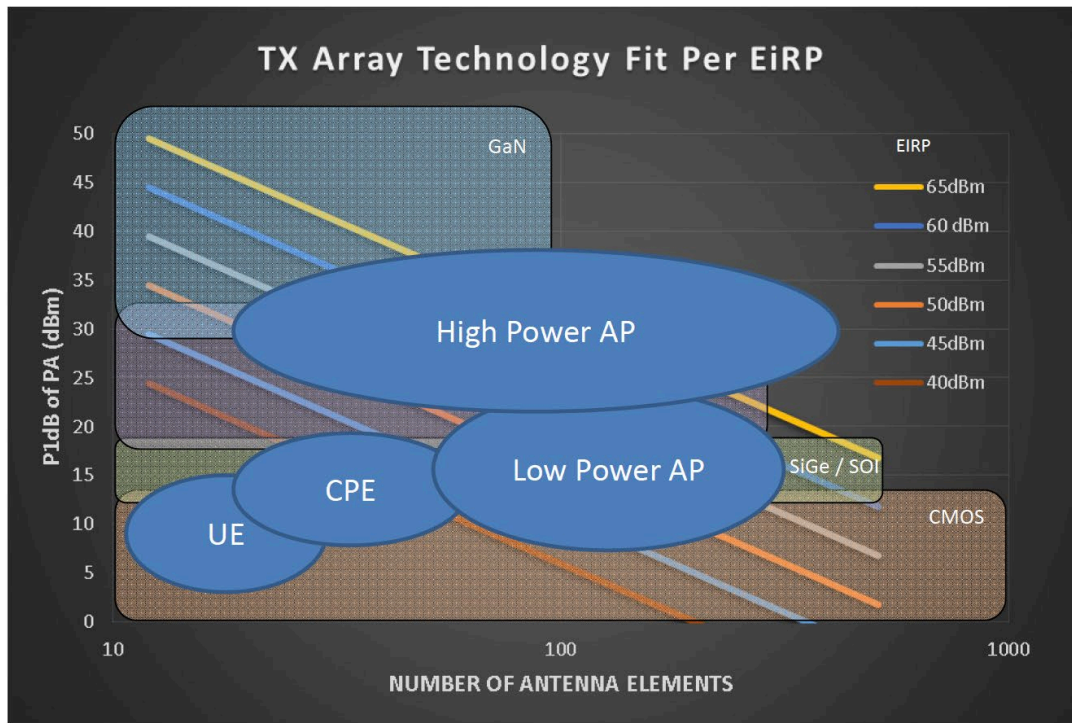 TX Array Technology Fit Per EiRP
GaN
EIRP
65dBm
60 dBm
55dBm
50dBm
45dBm
40dBm
P1dB of PA (dBm)
50
45
40
35
30
25
20
15
10
5
0
High Power AP
Low Power AP
CPE
UE
SiGe / SOI
CMOS
10
100
1000
NUMBER OF ANTENNA ELEMENTS